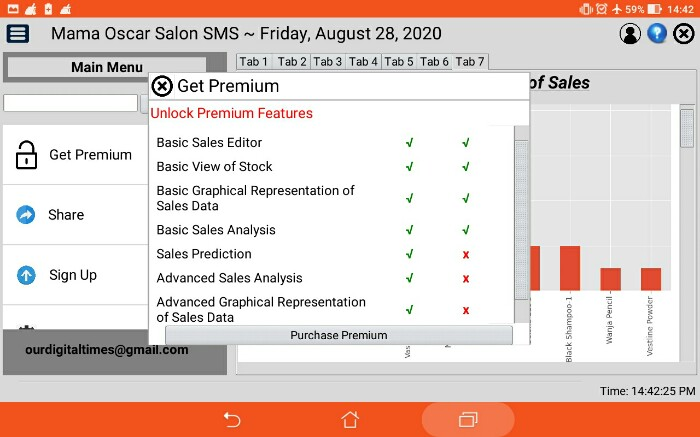 59% 14:42
Mama Oscar Salon SMS ~ Friday, August 28, 2020
Main Menu
Tab 1 Tab 2 Tab 3 Tab 4 Tab 5 Tab 6 Tab 7
of Sales
Get Premium
Unlock Premium Features
Basic Sales Editor √ √
Basic View of Stock √ √
Basic Graphical Representation of
Sales Data √ √
Basic Sales Analysis √ √
Sales Prediction √ x
Advanced Sales Analysis √ x
Advanced Graphical Representation
of Sales Data √ x
Purchase Premium
Get Premium
Share
Sign Up
ourdigitaltimes@gmail.com
Vas
Black Shampoo-1
Wanja Pencil
Vestline Powder
Time: 14:42:25 PM